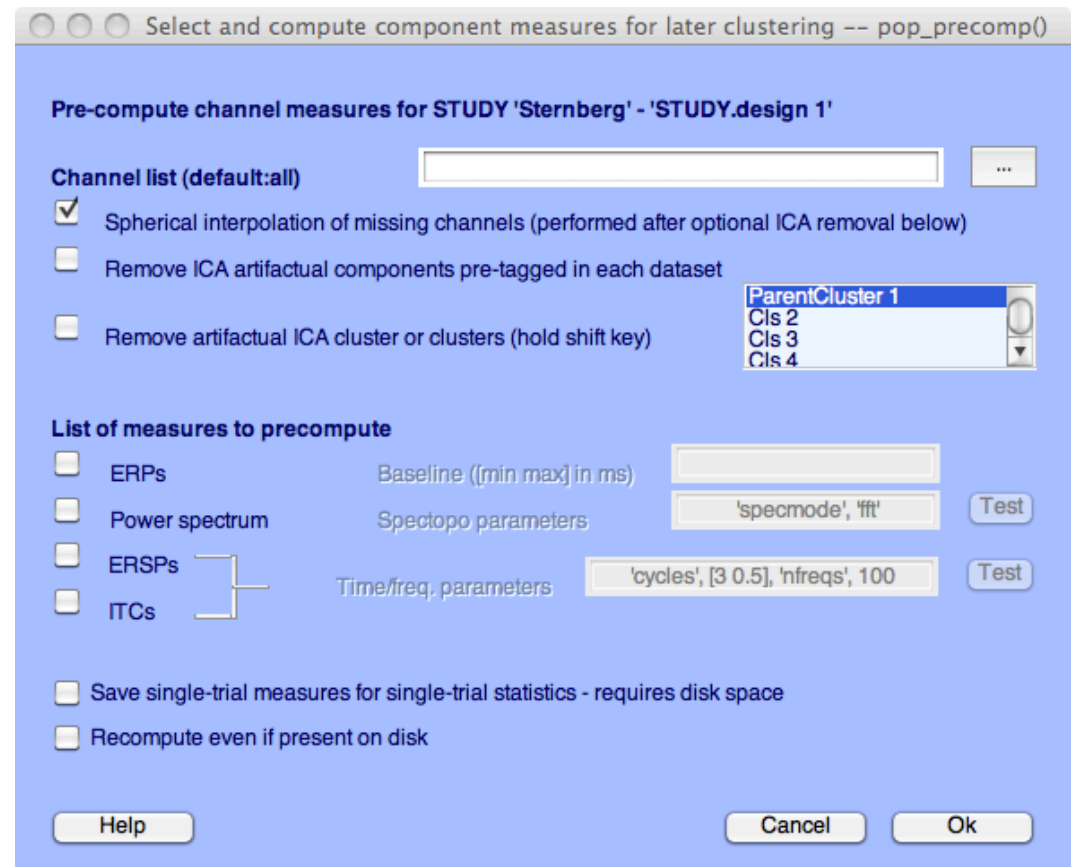 Select and compute component measures for later clustering -- pop_precomp()
Pre-compute channel measures for STUDY 'Sternberg' - 'STUDY.design 1'
Channel list (default:all)
...
Spherical interpolation of missing channels (performed after optional ICA removal below)
Remove ICA artifactual components pre-tagged in each dataset
Remove artifactual ICA cluster or clusters (hold shift key)
ParentCluster 1
Cls 2
Cls 3
Cls 4
List of measures to precompute
ERPs Baseline ([min max] in ms)
Power spectrum Spectopo parameters 'specmode', 'fft' Test
ERSPs
Time/freq. parameters 'cycles', [3 0.5], 'nfreqs', 100 Test
ITCs
Save single-trial measures for single-trial statistics - requires disk space
Recompute even if present on disk
Help Cancel Ok